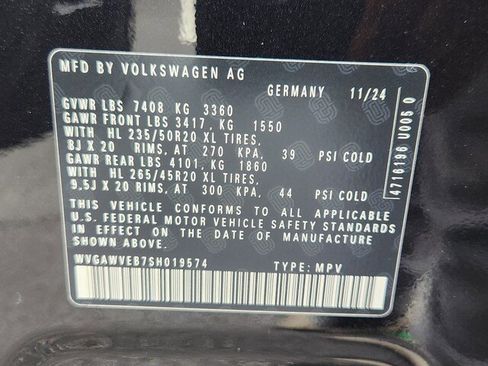 MFD BY VOLKSWAGEN AG
GERMANY 11/24
GVWR LBS 7408 KG 3360
GAWR FRONT LBS 3417, KG 1550
WITH HL 235/50R20 XL TIRES,
8J X 20 RIMS, AT 270 KPA, 39 PSI COLD
GAWR REAR LBS 4101, KG 1860
WITH HL 265/45R20 XL TIRES,
9.5J X 20 RIMS, AT 300 KPA, 44 PSI COLD
THIS VEHICLE CONFORMS TO ALL APPLICABLE
U.S. FEDERAL MOTOR VEHICLE SAFETY STANDARDS
IN EFFECT ON THE DATE OF MANUFACTURE
SHOWN ABOVE.
WVGAWVEB7SH019574 TYPE: MPV
4716196 U005 0